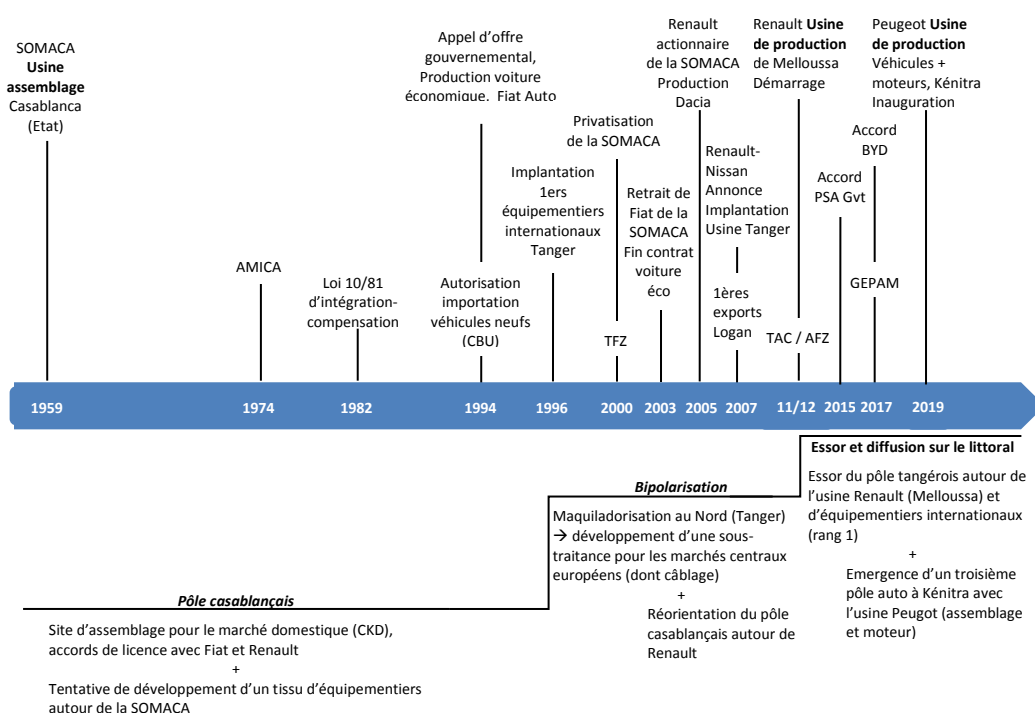 SOMACA
Usine
assemblage
Casablanca
(Etat)
AMICA
Loi 10/81
d’intégration-
compensation
Appel d’offre
gouvernemental,
Production voiture
économique, Fiat Auto
Autorisation
importation
véhicules neufs
(CBU)
Implantation
1ers
équipementiers
internationaux
Tanger
Privatisation
de la SOMACA
TFZ
Retrait de
Fiat de la
SOMACA
Fin contrat
voiture
éco
Renault
actionnaire
de la SOMACA
Production
Dacia
Renault-
Nissan
Annonce
Implantation
Usine Tanger
1ères
exports
Logan
Renault Usine
de production
de Melloussa
Démarrage
TAC / AFZ
Accord
PSA Gvt
Accord
BYD
GEPAM
Peugeot Usine
de production
Véhicules +
moteurs, Kénitra
Inauguration
1959 1974 1982 1994 1996 2000 2003 2005 2007 11/12 2015 2017 2019
Pôle casablançais
Site d’assemblage pour le marché domestique (CKD),
accords de licence avec Fiat et Renault
+
Tentative de développement d’un tissu d’équipementiers
autour de la SOMACA
Bipolarisation
Maquiladorisation au Nord (Tanger)
→ développement d’une sous-
traitance pour les marchés centraux
européens (dont câblage)
+
Réorientation du pôle
casablançais autour de
Renault
Essor et diffusion sur le littoral
Essor du pôle tangérois autour de
l’usine Renault (Melloussa) et
d’équipementiers internationaux
(rang 1)
+
Emergence d’un troisième
pôle auto à Kénitra avec
l’usine Peugot (assemblage
et moteur)